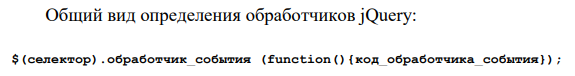 Общий вид определения обработчиков jQuery:
$(селектор).обработчик_события (function(){код_обработчика_события});